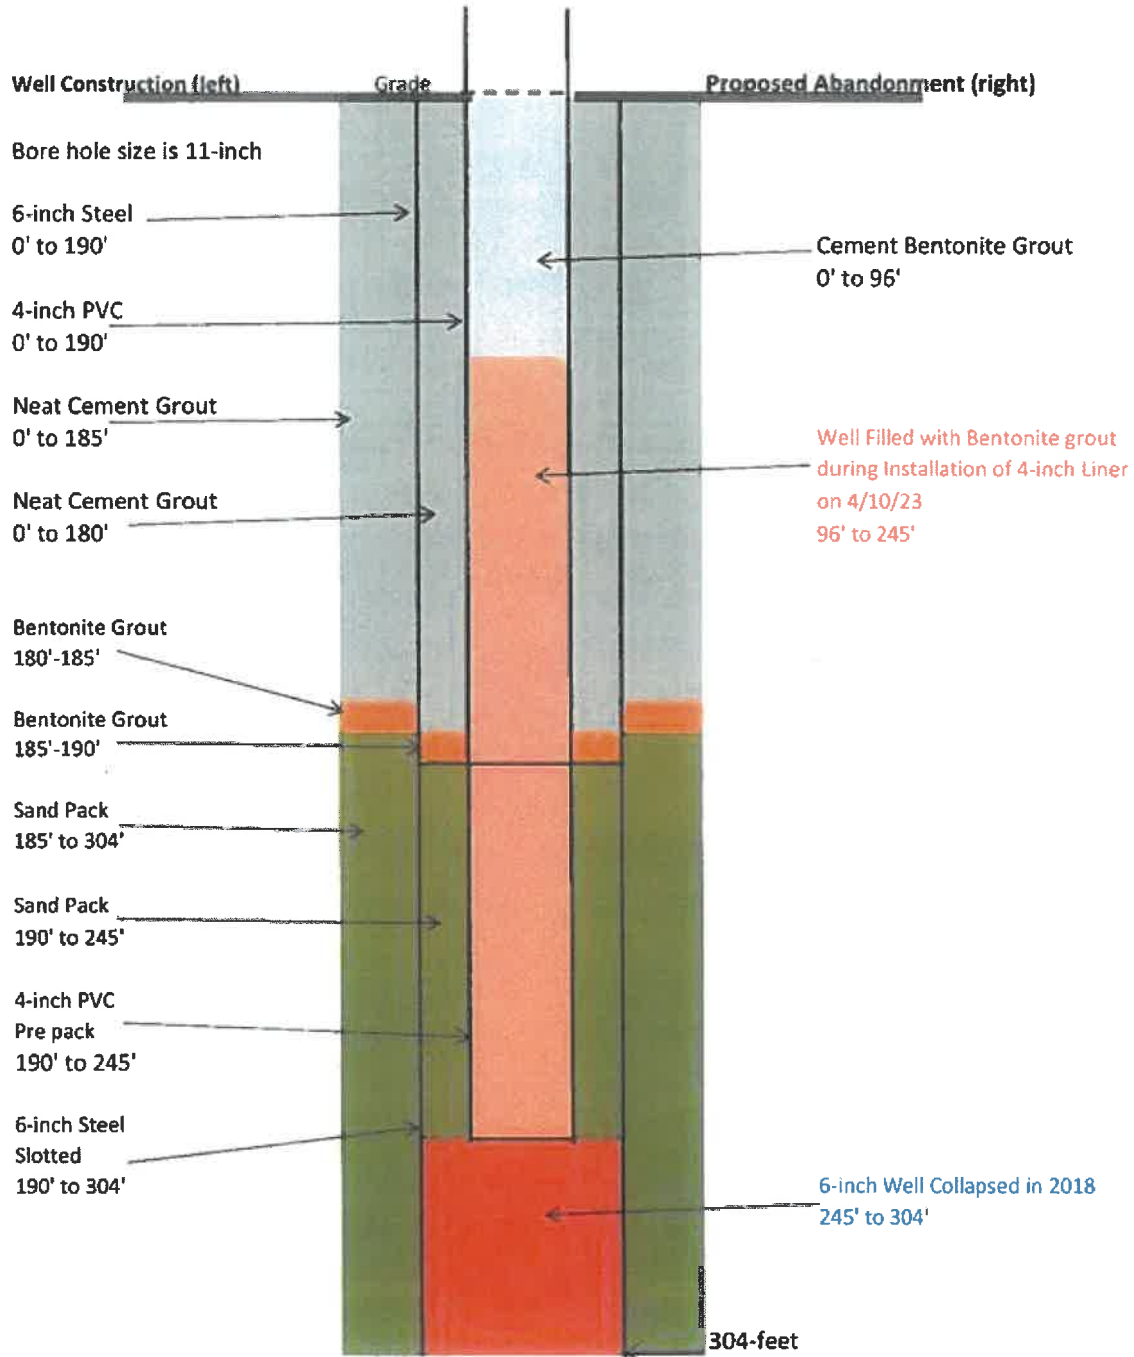 Well Construction (left)
Grade
Proposed Abandonment (right)
Bore hole size is 11-inch
6-inch Steel
0' to 190'
Cement Bentonite Grout
0' to 96'
4-inch PVC
0' to 190'
Neat Cement Grout
0' to 185'
Well Filled with Bentonite grout
during Installation of 4-inch Liner
on 4/10/23
96' to 245'
Neat Cement Grout
0' to 180'
Bentonite Grout
180'-185'
Bentonite Grout
185'-190'
Sand Pack
185' to 304'
Sand Pack
190' to 245'
4-inch PVC
Pre pack
190' to 245'
6-inch Steel
Slotted
190' to 304'
6-inch Well Collapsed in 2018
245' to 304'
304-feet